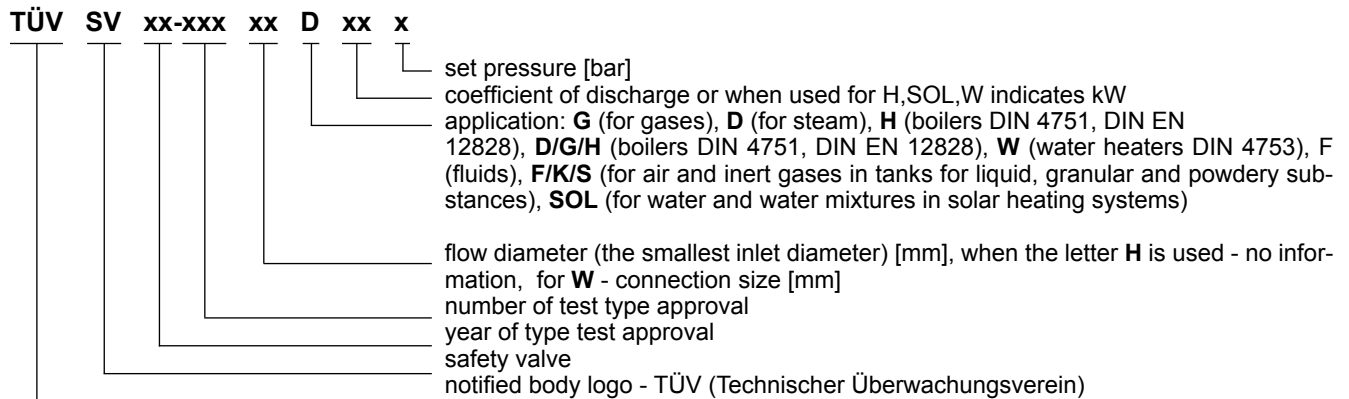 TÜV SV xx-xxx xx D xx x
set pressure [bar]
coefficient of discharge or when used for H,SOL,W indicates kW
application: G (for gases), D (for steam), H (boilers DIN 4751, DIN EN
12828), D/G/H (boilers DIN 4751, DIN EN 12828), W (water heaters DIN 4753), F
(fluids), F/K/S (for air and inert gases in tanks for liquid, granular and powdery sub-
stances), SOL (for water and water mixtures in solar heating systems)
flow diameter (the smallest inlet diameter) [mm], when the letter H is used - no infor-
mation, for W - connection size [mm]
number of test type approval
year of type test approval
safety valve
notified body logo - TÜV (Technischer Überwachungsverein)